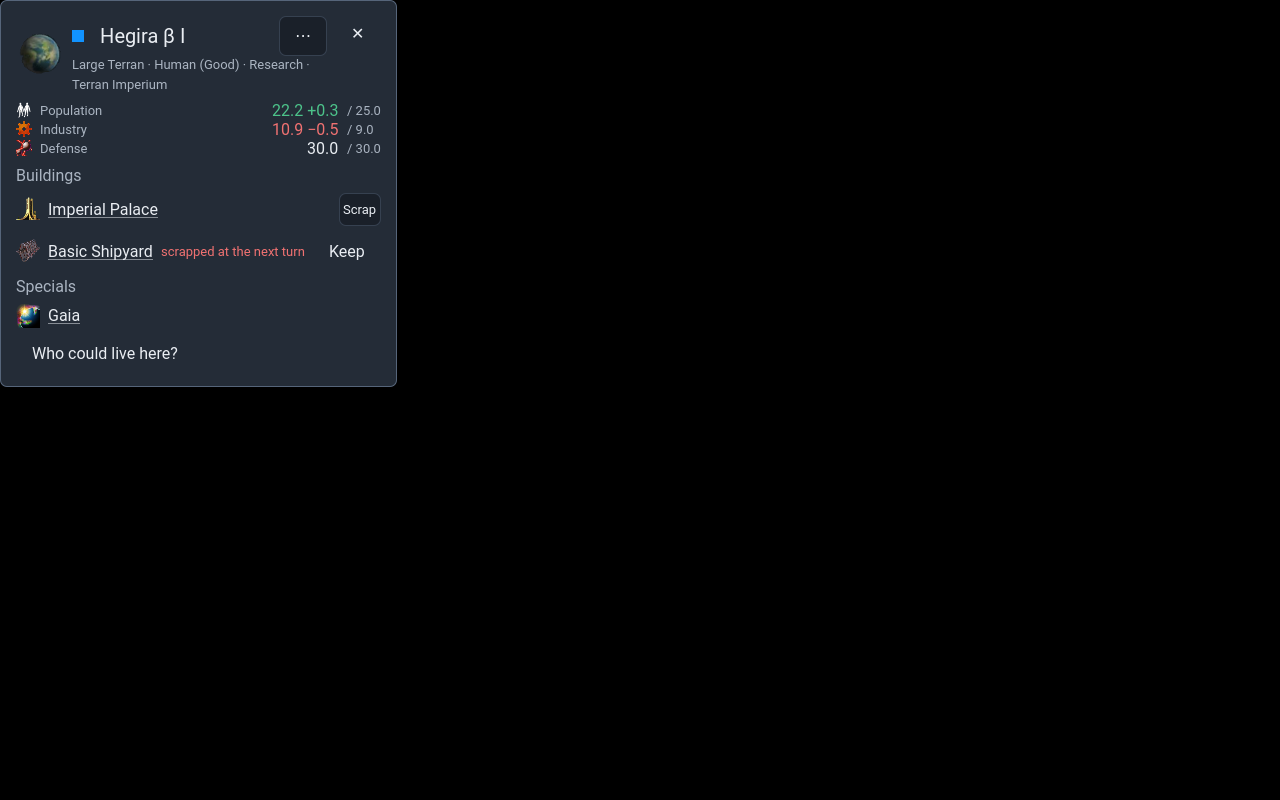 Hegira β I
⋯
✕
Large Terran · Human (Good) · Research ·
Terran Imperium
Population 22.2 +0.3 / 25.0
Industry 10.9 −0.5 / 9.0
Defense 30.0 / 30.0
Buildings
Imperial Palace Scrap
Basic Shipyard scrapped at the next turn Keep
Specials
Gaia
Who could live here?